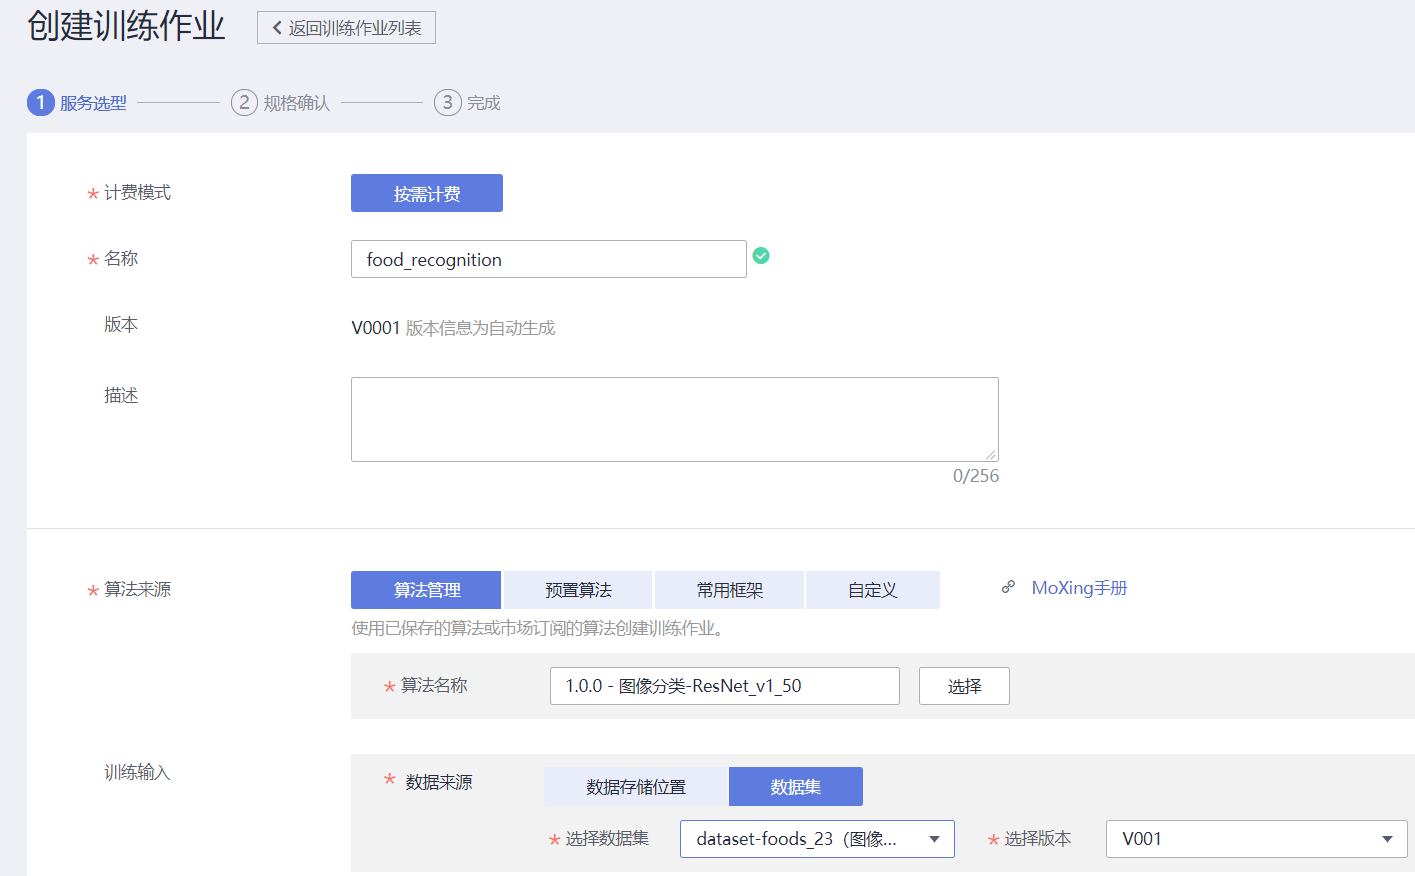 创建训练作业
返回训练作业列表
1 服务选型
2 规格确认
3 完成
* 计费模式 按需计费
* 名称 food_recognition
版本 V0001 版本信息为自动生成
描述
0/256
* 算法来源 算法管理 预置算法 常用框架 自定义 MoXing手册
使用已保存的算法或市场订阅的算法创建训练作业。
* 算法名称 1.0.0 - 图像分类-ResNet_v1_50 选择
训练输入 * 数据来源 数据存储位置 数据集
* 选择数据集 dataset-foods_23（图像... * 选择版本 V001